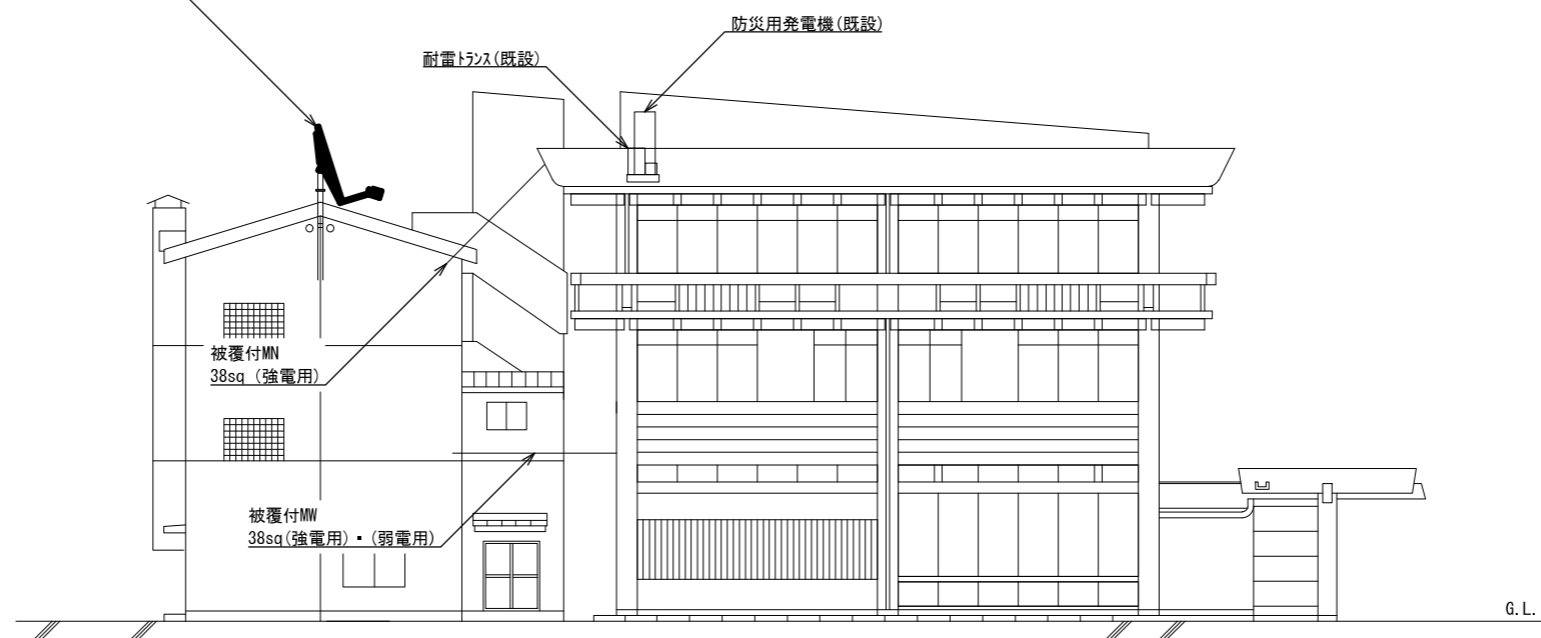 防災用発電機(既設)
耐雷ﾄﾗﾝｽ(既設)
被覆付MN
38sq (強電用)
被覆付MW
38sq(強電用)・(弱電用)
G.L.